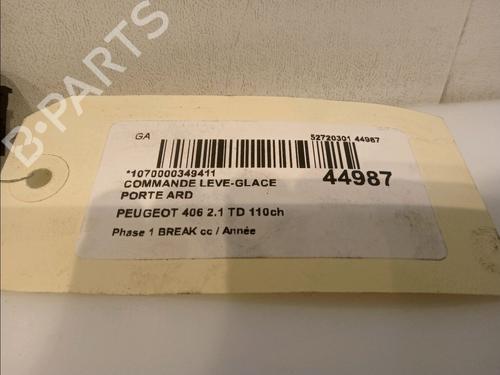 B-PARTS
GA
52720301 44987
*1070000349411
44987
COMMANDE LEVE-GLACE
PORTE ARD
PEUGEOT 406 2.1 TD 110ch
Phase 1 BREAK cc / Année